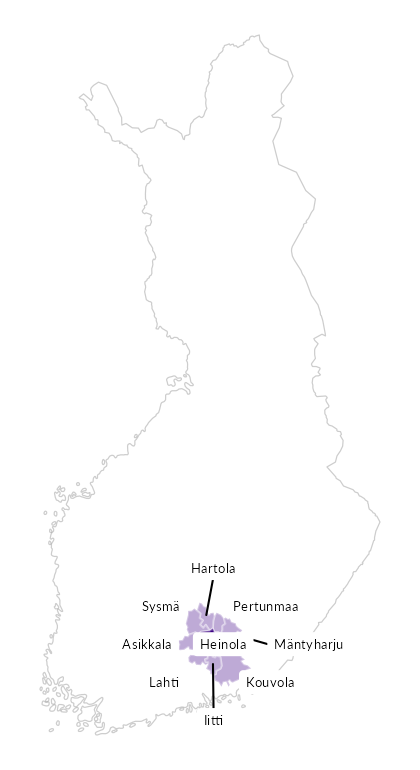 Hartola
Sysmä
Pertunmaa
Asikkala
Heinola
Mäntyharju
Lahti
Kouvola
Iitti